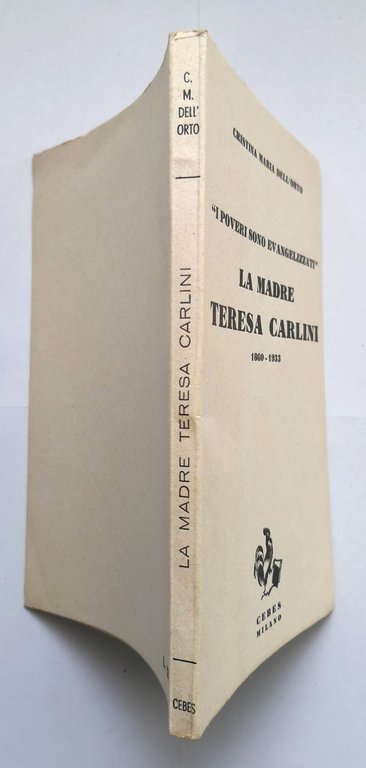 C.
M.
DELL'
ORTO
LA MADRE TERESA CARLINI
CEBES
CRISTINA MARIA DELL'ORTO
"I POVERI SONO EVANGELIZZATI"
LA MADRE
TERESA CARLINI
1860-1933
CEBES
MILANO